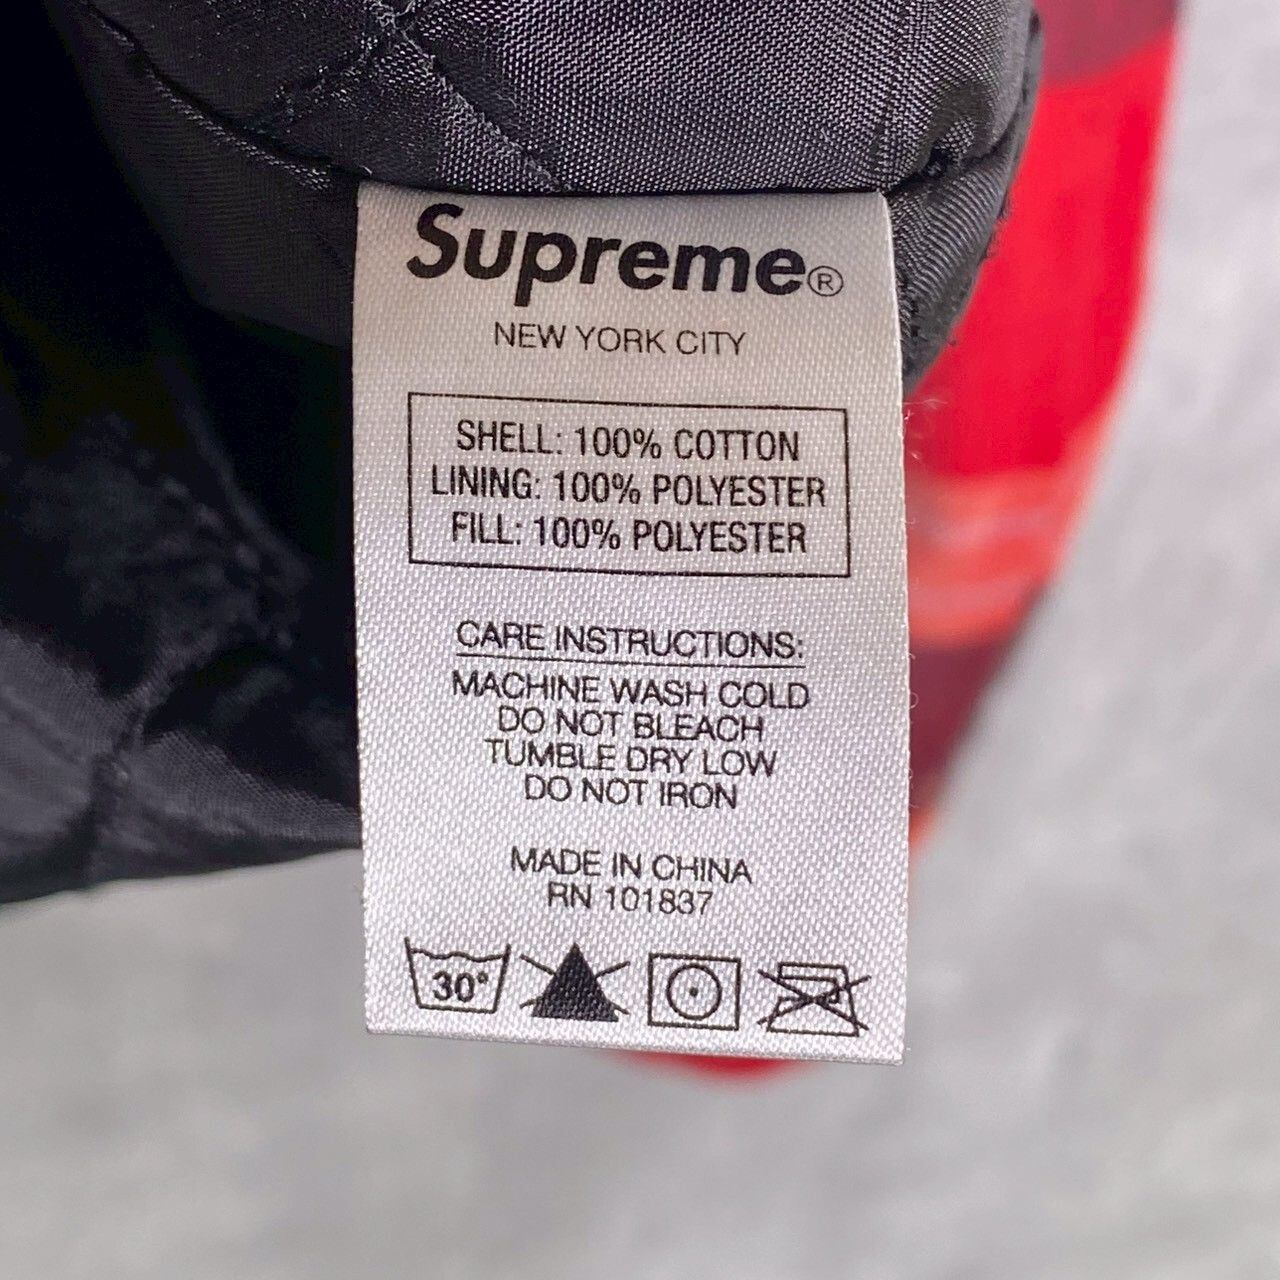 Supreme®
NEW YORK CITY
SHELL: 100% COTTON
LINING: 100% POLYESTER
FILL: 100% POLYESTER
CARE INSTRUCTIONS:
MACHINE WASH COLD
DO NOT BLEACH
TUMBLE DRY LOW
DO NOT IRON
MADE IN CHINA
RN 101837
30°